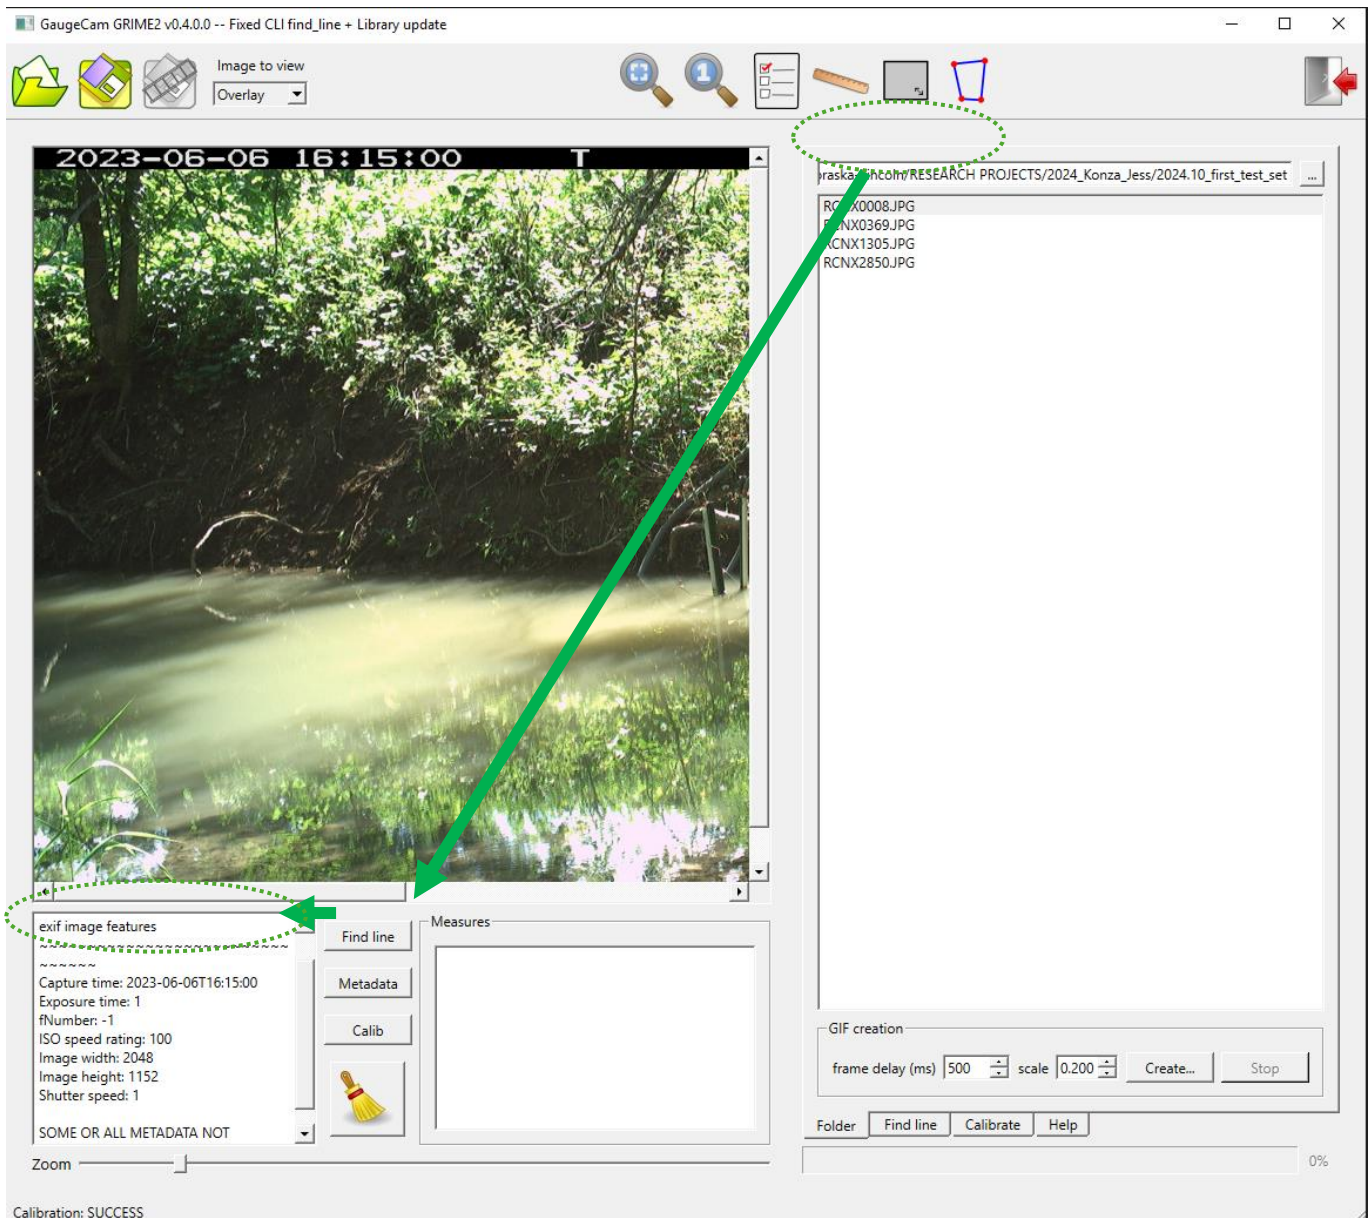 GaugeCam GRIME2 v0.4.0.0 -- Fixed CLI find_line + Library update
Image to view
Overlay
1
2023-06-06 16:15:00 T
RESEARCH PROJECTS/2024_Konza_Jess/2024.10_first_test_set ...
RCNX0008.JPG
RCNX0369.JPG
RCNX1305.JPG
RCNX2850.JPG
exif image features
~~~~~~~~~~~~~~~~~~~~~~~~~~
~~~~~~
Capture time: 2023-06-06T16:15:00
Exposure time: 1
fNumber: -1
ISO speed rating: 100
Image width: 2048
Image height: 1152
Shutter speed: 1
SOME OR ALL METADATA NOT
Find line
Metadata
Calib
Measures
GIF creation
frame delay (ms) 500 scale 0.200 Create... Stop
Folder Find line Calibrate Help
Zoom
0%
Calibration: SUCCESS